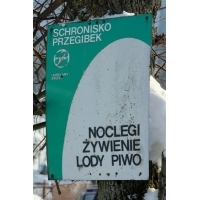 SCHRONISKO
PRZEGIBEK
NOCLEGI
ŻYWIENIE
LODY PIWO